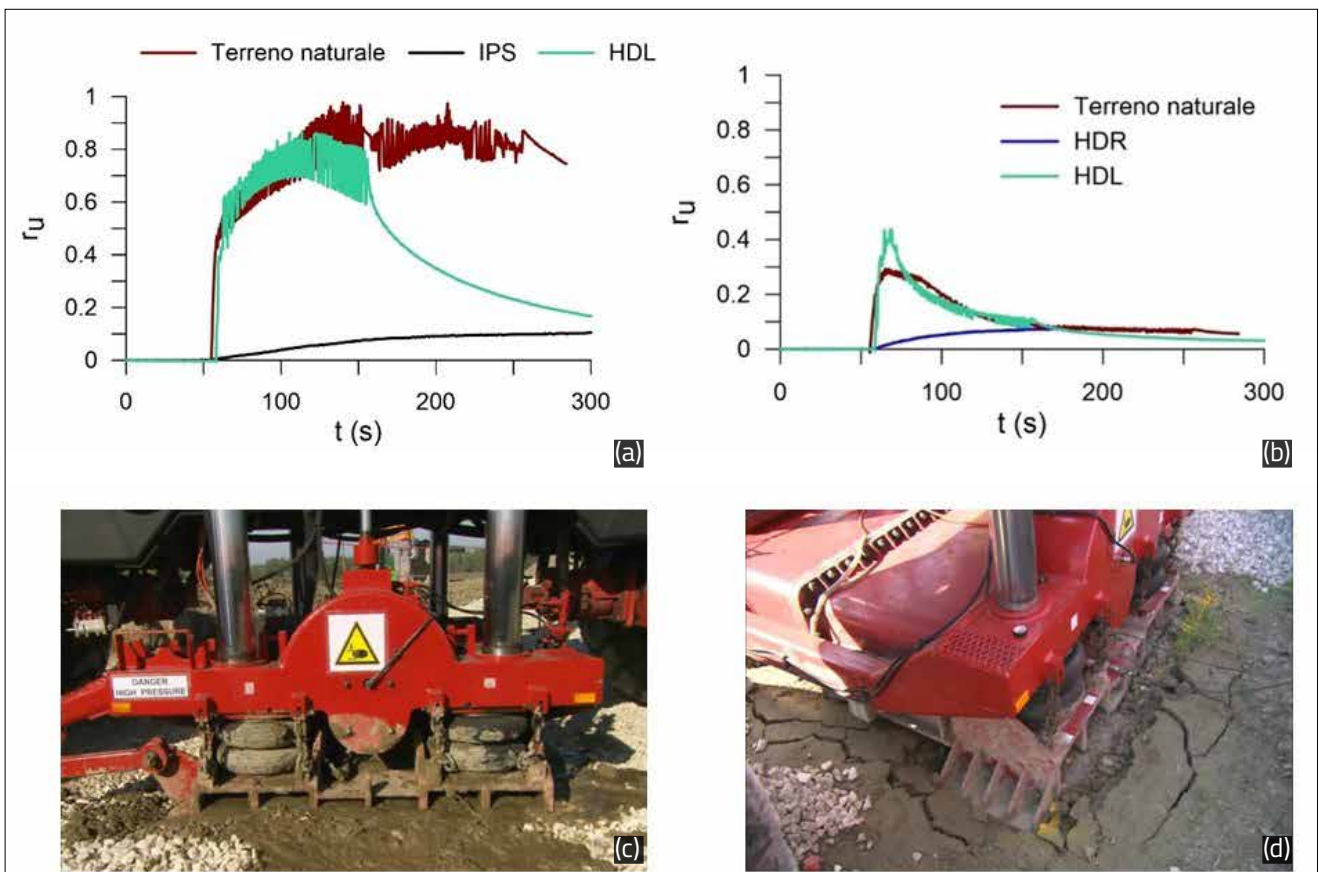 Terreno naturale IPS HDL
1
0.8
0.6
0.4
0.2
0
ru
0 100 200 300
t (s)
(a)
Terreno naturale
HDR
HDL
1
0.8
0.6
0.4
0.2
0
ru
0 100 200 300
t (s)
(b)
DANGER
HIGH PRESSURE
(c)
(d)